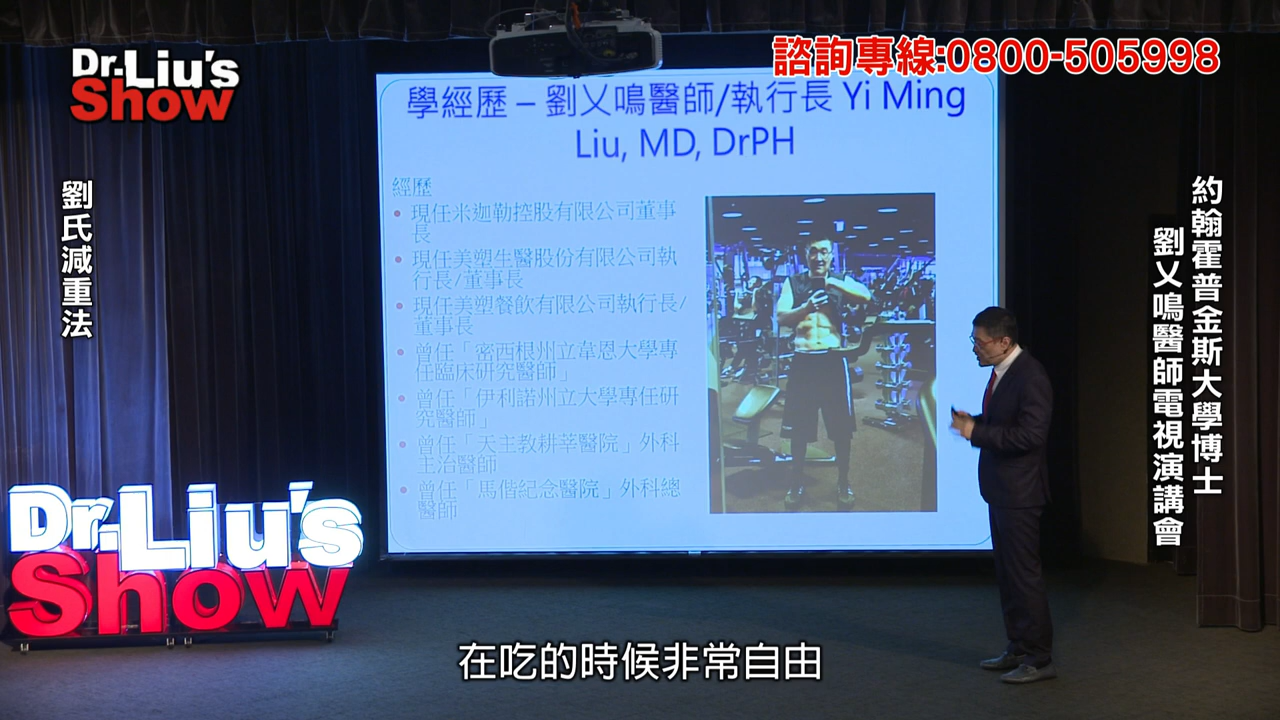 Dr.Liu's
Show
諮詢專線:0800-505998
學經歷 – 劉乂鳴醫師/執行長 Yi Ming
Liu, MD, DrPH
經歷
• 現任米迦勒控股有限公司董事
長
• 現任美塑生醫股份有限公司執
行長/董事長
• 現任美塑餐飲有限公司執行長/
董事長
• 曾任「密西根州立韋恩大學專
任臨床研究醫師」
• 曾任「伊利諾州立大學專任研
究醫師」
• 曾任「天主教耕莘醫院」外科
主治醫師
• 曾任「馬偕紀念醫院」外科總
醫師
劉氏減重法
約翰霍普金斯大學博士
劉乂鳴醫師電視演講會
Dr.Liu's
Show
在吃的時候非常自由